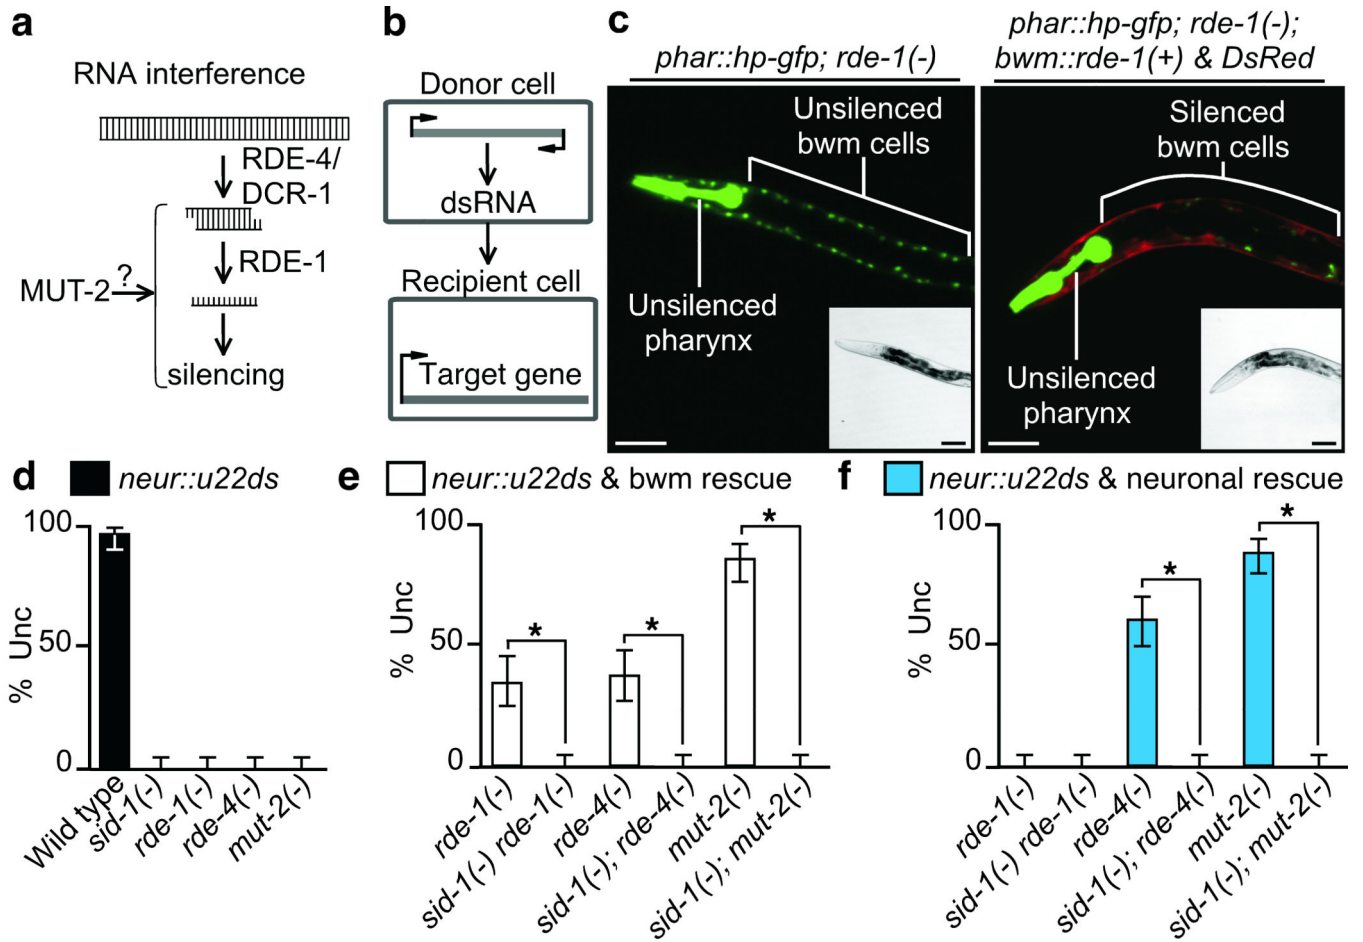 a
RNA interference
RDE-4/
DCR-1
RDE-1
MUT-2
?
silencing
b
Donor cell
dsRNA
Recipient cell
Target gene
c
phar::hp-gfp; rde-1(-)
Unsilenced
bwm cells
Unsilenced
pharynx
phar::hp-gfp; rde-1(-);
bwm::rde-1(+) & DsRed
Silenced
bwm cells
Unsilenced
pharynx
d
neur::u22ds
% Unc
100
50
0
Wild type
sid-1(-)
rde-1(-)
rde-4(-)
mut-2(-)
e
neur::u22ds & bwm rescue
% Unc
100
50
0
*
*
*
rde-1(-)
sid-1(-) rde-1(-)
rde-4(-)
sid-1(-); rde-4(-)
mut-2(-)
sid-1(-); mut-2(-)
f
neur::u22ds & neuronal rescue
% Unc
100
50
0
*
*
rde-1(-)
sid-1(-) rde-1(-)
rde-4(-)
sid-1(-); rde-4(-)
mut-2(-)
sid-1(-); mut-2(-)